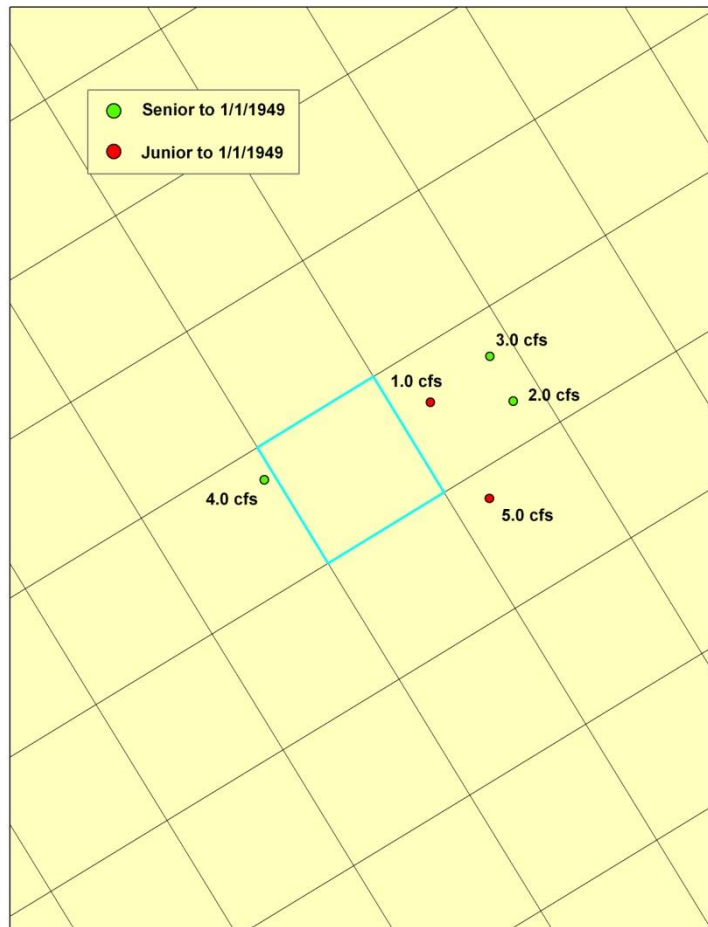 Senior to 1/1/1949
Junior to 1/1/1949
3.0 cfs
1.0 cfs
2.0 cfs
4.0 cfs
5.0 cfs